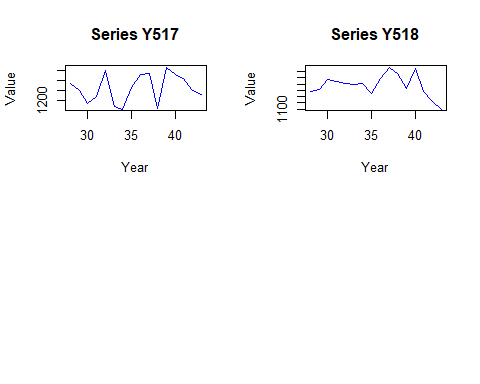 Series Y517
Value
1200
30 35 40
Year
Series Y518
Value
1100
30 35 40
Year